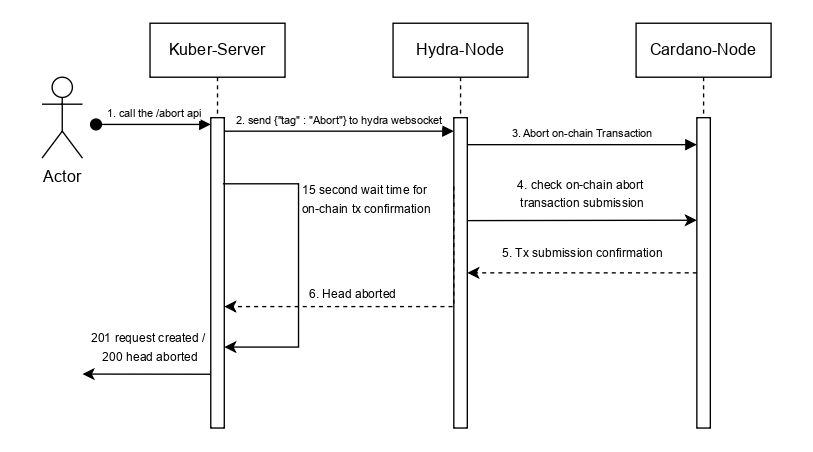 Kuber-Server
Hydra-Node
Cardano-Node
Actor
1. call the /abort api
2. send {"tag" : "Abort"} to hydra websocket
3. Abort on-chain Transaction
15 second wait time for
on-chain tx confirmation
4. check on-chain abort
transaction submission
5. Tx submission confirmation
6. Head aborted
201 request created /
200 head aborted